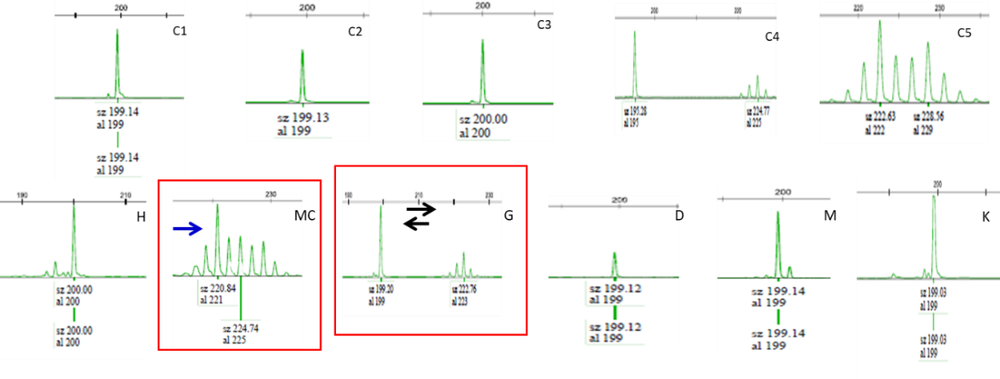 200
C1
sz 199.14
al 199
sz 199.14
al 199
200
C2
sz 199.13
al 199
200
C3
sz 200.00
al 200
200
C4
sz 195.28
al 195
sz 224.77
al 225
220 230
C5
sz 222.63
al 222
sz 228.56
al 229
190 210
H
sz 200.00
al 200
sz 200.00
al 200
230
MC
sz 220.84
al 221
sz 224.74
al 225
210
G
sz 199.20
al 199
sz 222.76
al 223
200
D
sz 199.12
al 199
sz 199.12
al 199
200
M
sz 199.14
al 199
sz 199.14
al 199
200
K
sz 199.03
al 199
sz 199.03
al 199